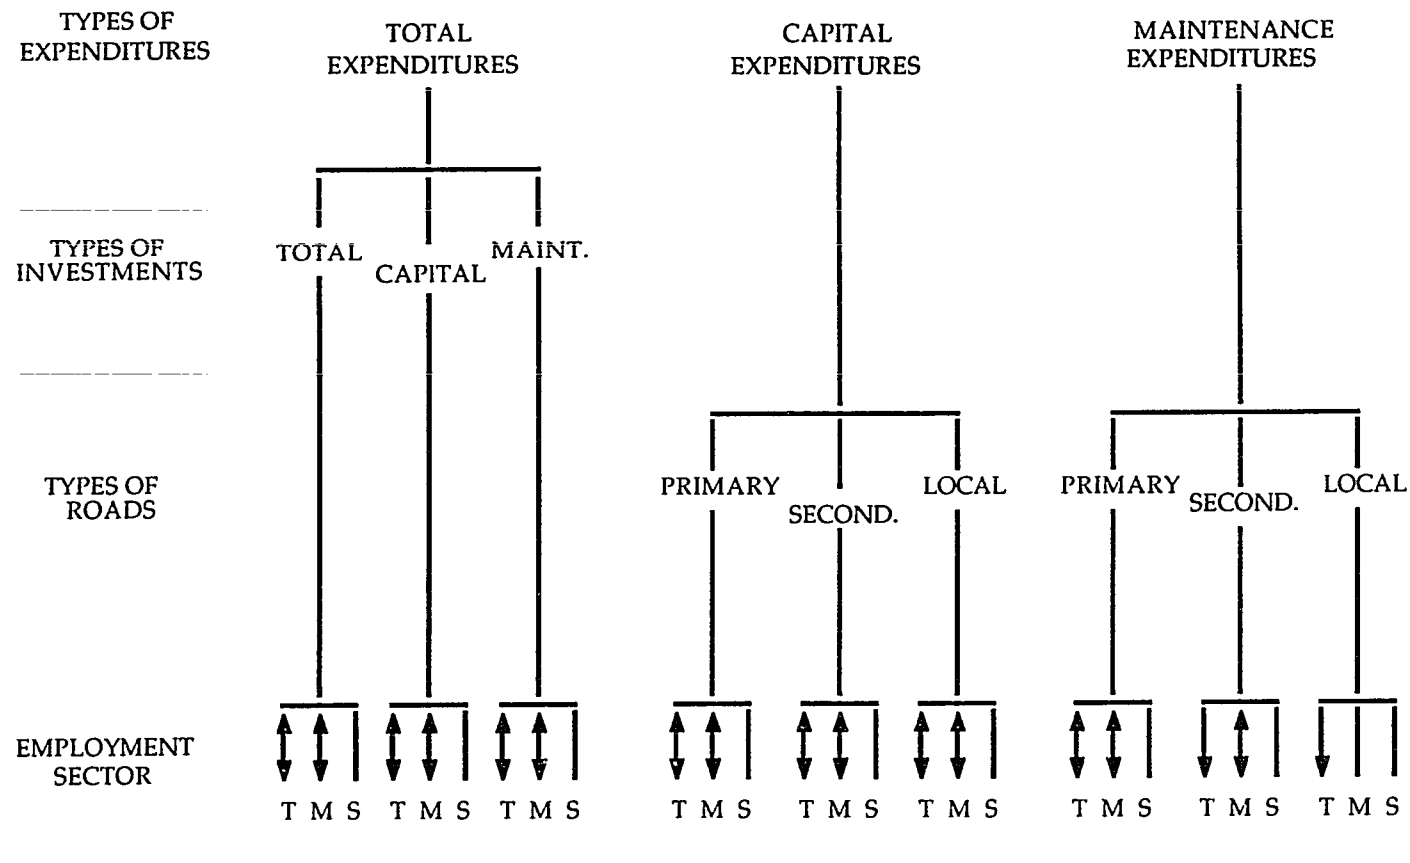 TYPES OF
EXPENDITURES
TOTAL
EXPENDITURES
CAPITAL
EXPENDITURES
MAINTENANCE
EXPENDITURES
TYPES OF
INVESTMENTS
TOTAL
CAPITAL
MAINT.
TYPES OF
ROADS
PRIMARY
SECOND.
LOCAL
PRIMARY
SECOND.
LOCAL
EMPLOYMENT
SECTOR
T M S T M S T M S T M S T M S T M S T M S T M S T M S